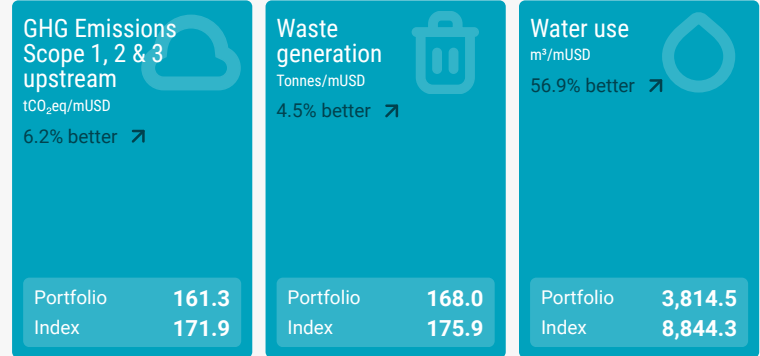 GHG Emissions
Scope 1, 2 & 3
upstream
tCO₂eq/mUSD
6.2% better
Portfolio 161.3
Index 171.9
Waste
generation
Tonnes/mUSD
4.5% better
Portfolio 168.0
Index 175.9
Water use
m³/mUSD
56.9% better
Portfolio 3,814.5
Index 8,844.3